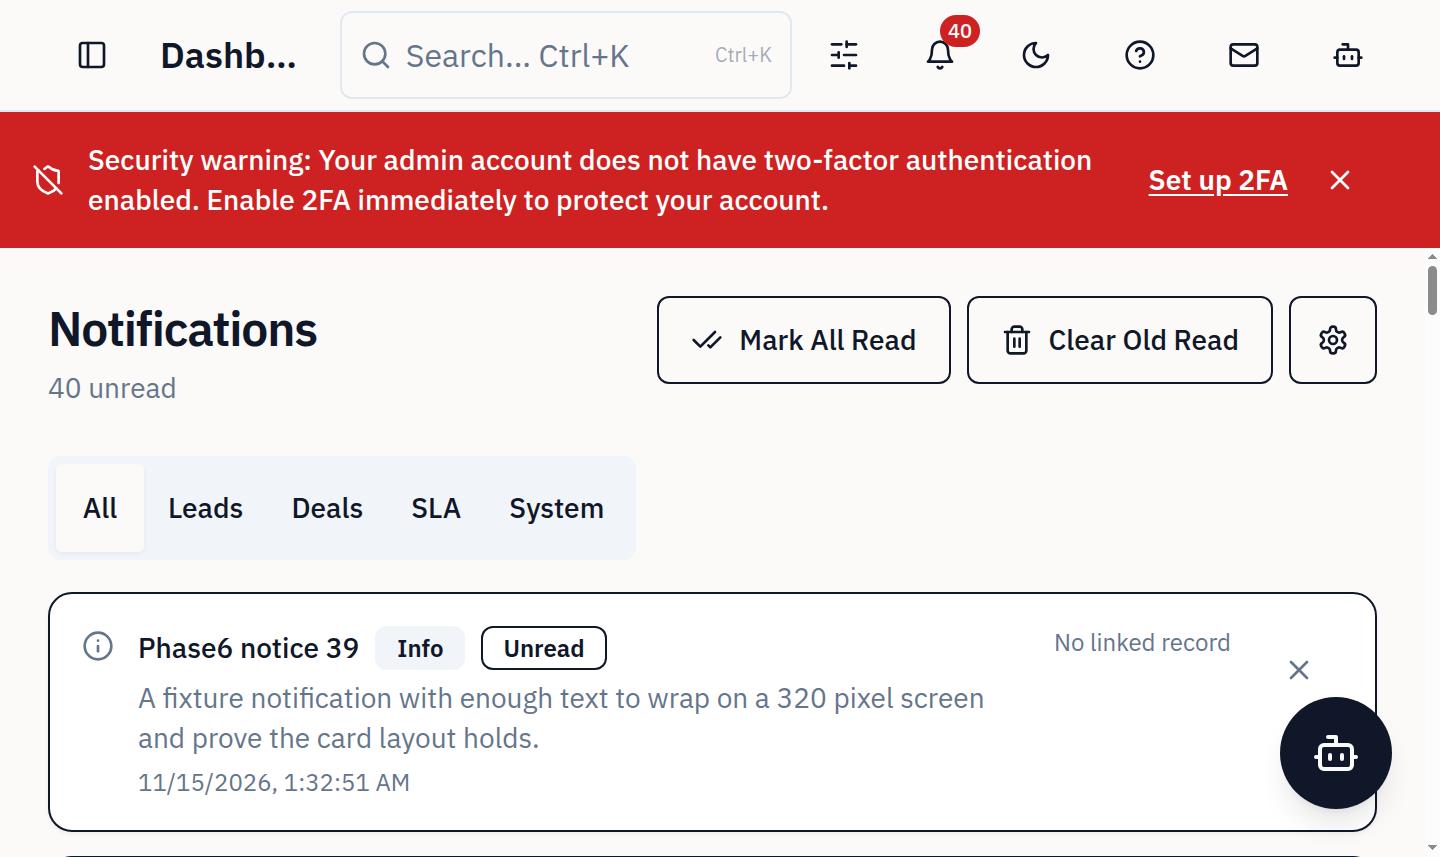 Dashb...
Search... Ctrl+K
Ctrl+K
40
Security warning: Your admin account does not have two-factor authentication
enabled. Enable 2FA immediately to protect your account.
Set up 2FA
Notifications
40 unread
Mark All Read
Clear Old Read
All
Leads
Deals
SLA
System
Phase6 notice 39
Info
Unread
No linked record
A fixture notification with enough text to wrap on a 320 pixel screen
and prove the card layout holds.
11/15/2026, 1:32:51 AM